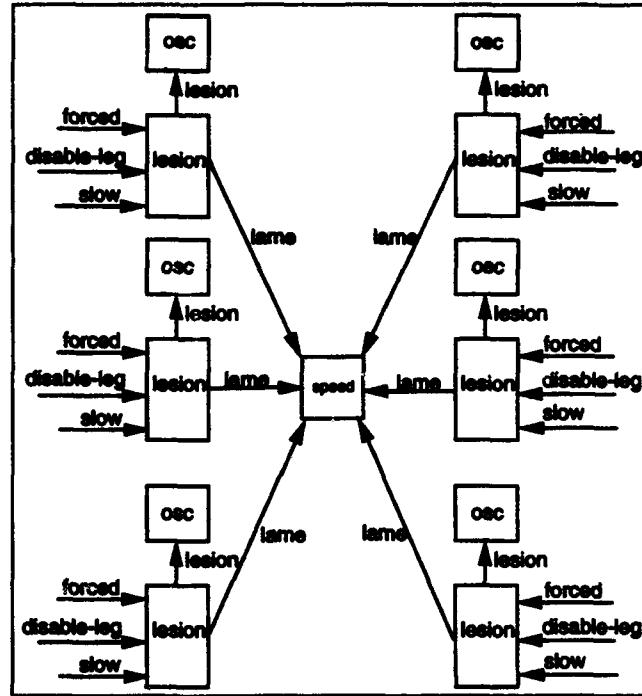 osc osc
lesion lesion
forced forced
lesion lesion
disable-leg disable-leg
slow slow
lame lame
osc osc
lesion lesion
forced forced
lesion lame speed lame lesion
disable-leg disable-leg
slow slow
osc osc
lame lame
lesion lesion
forced forced
disable-leg lesion lesion disable-leg
slow slow